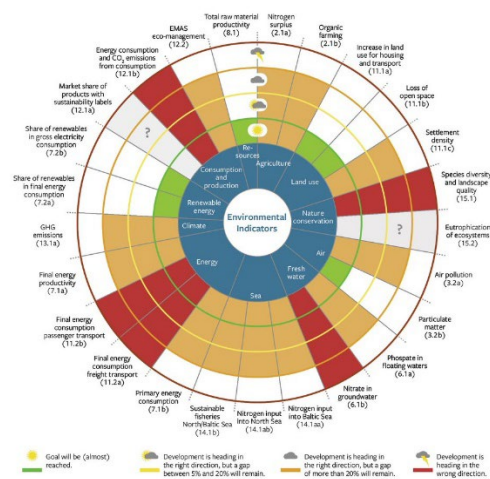 Total raw material
productivity
(8.1)
Nitrogen
surplus
(2.1a)
Organic
farming
(2.1b)
Increase in land
use for housing
and transport
(11.1a)
Loss of
open space
(11.1b)
Settlement
density
(11.1c)
Species diversity
and landscape
quality
(15.1)
Eutrophication
of ecosystems
(15.2)
Air pollution
(3.2a)
Particulate
matter
(3.2b)
Phospate in
floating waters
(6.1a)
Nitrate in
groundwater
(6.1b)
Nitrogen input
into Baltic Sea
(14.1aa)
Nitrogen input
into North Sea
(14.1ab)
Sustainable
fisheries
North/Baltic Sea
(14.1b)
Primary energy
consumption
(7.1b)
Final energy
consumption
freight transport
(11.2a)
Final energy
consumption
passenger transport
(11.2b)
Final energy
productivity
(7.1a)
GHG
emissions
(13.1a)
Share of renewables
in final energy
consumption
(7.2a)
Share of renewables
in gross electricity
consumption
(7.2b)
Market share of
products with
sustainability labels
(12.1a)
Energy consumption
and CO₂ emissions
from consumption
(12.1b)
EMAS
eco-management
(12.2)
?
?
Re-
sources
Agriculture
Land use
Nature
conservation
Air
Fresh
water
Sea
Energy
Climate
Renewable
energy
Consumption
and
production
Environmental
Indicators
Goal will be (almost)
reached.
Development is heading in
the right direction, but a gap
between 5% and 20% will remain.
Development is heading in
the right direction, but a gap
of more than 20% will remain.
Development is
heading in the
wrong direction.